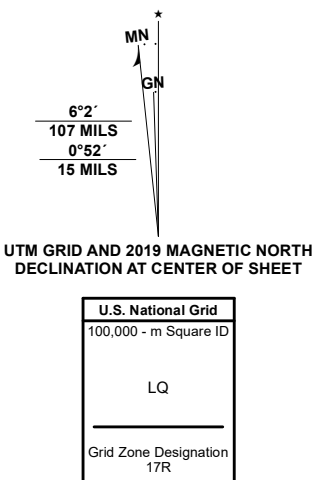 MN
GN
6°2´
107 MILS
0°52´
15 MILS
UTM GRID AND 2019 MAGNETIC NORTH
DECLINATION AT CENTER OF SHEET
U.S. National Grid
100,000 - m Square ID
LQ
Grid Zone Designation
17R